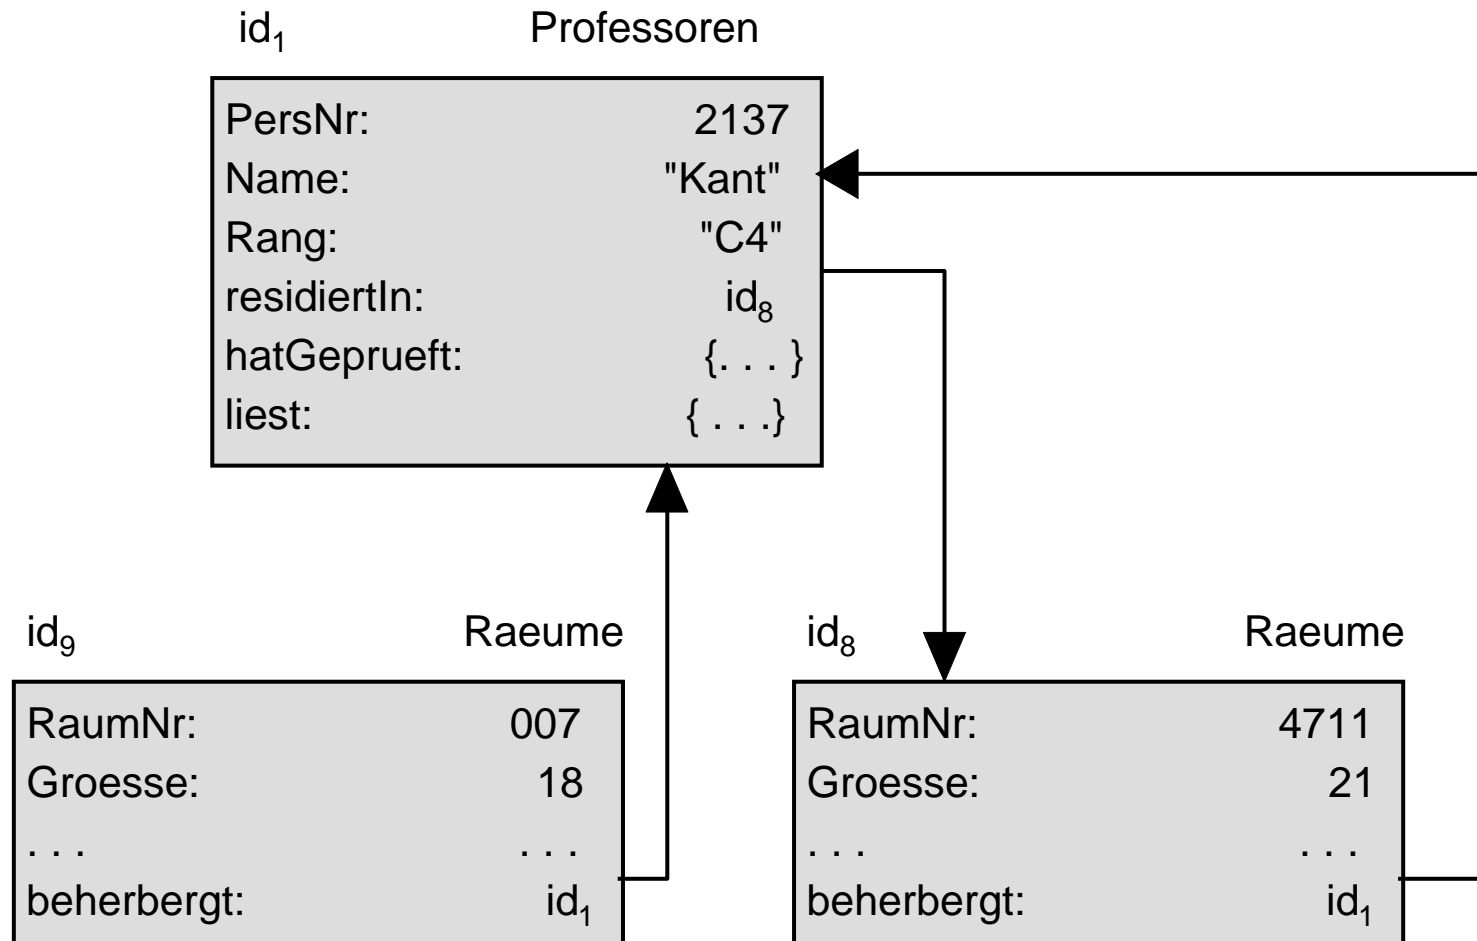 id₁ Professoren
PersNr: 2137
Name: "Kant"
Rang: "C4"
residiertIn: id₈
hatGeprueft: {. . . }
liest: { . . .}
id₉ Raeume
RaumNr: 007
Groesse: 18
. . . . . .
beherbergt: id₁
id₈ Raeume
RaumNr: 4711
Groesse: 21
. . . . . .
beherbergt: id₁